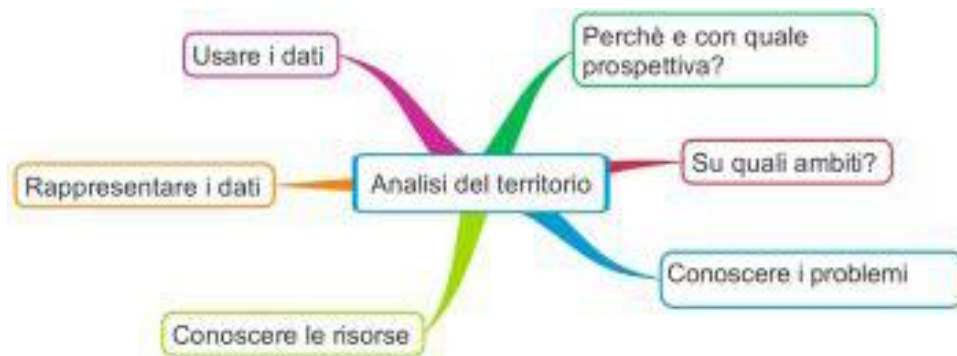 Usare i dati
Perchè e con quale
prospettiva?
Rappresentare i dati
Analisi del territorio
Su quali ambiti?
Conoscere i problemi
Conoscere le risorse